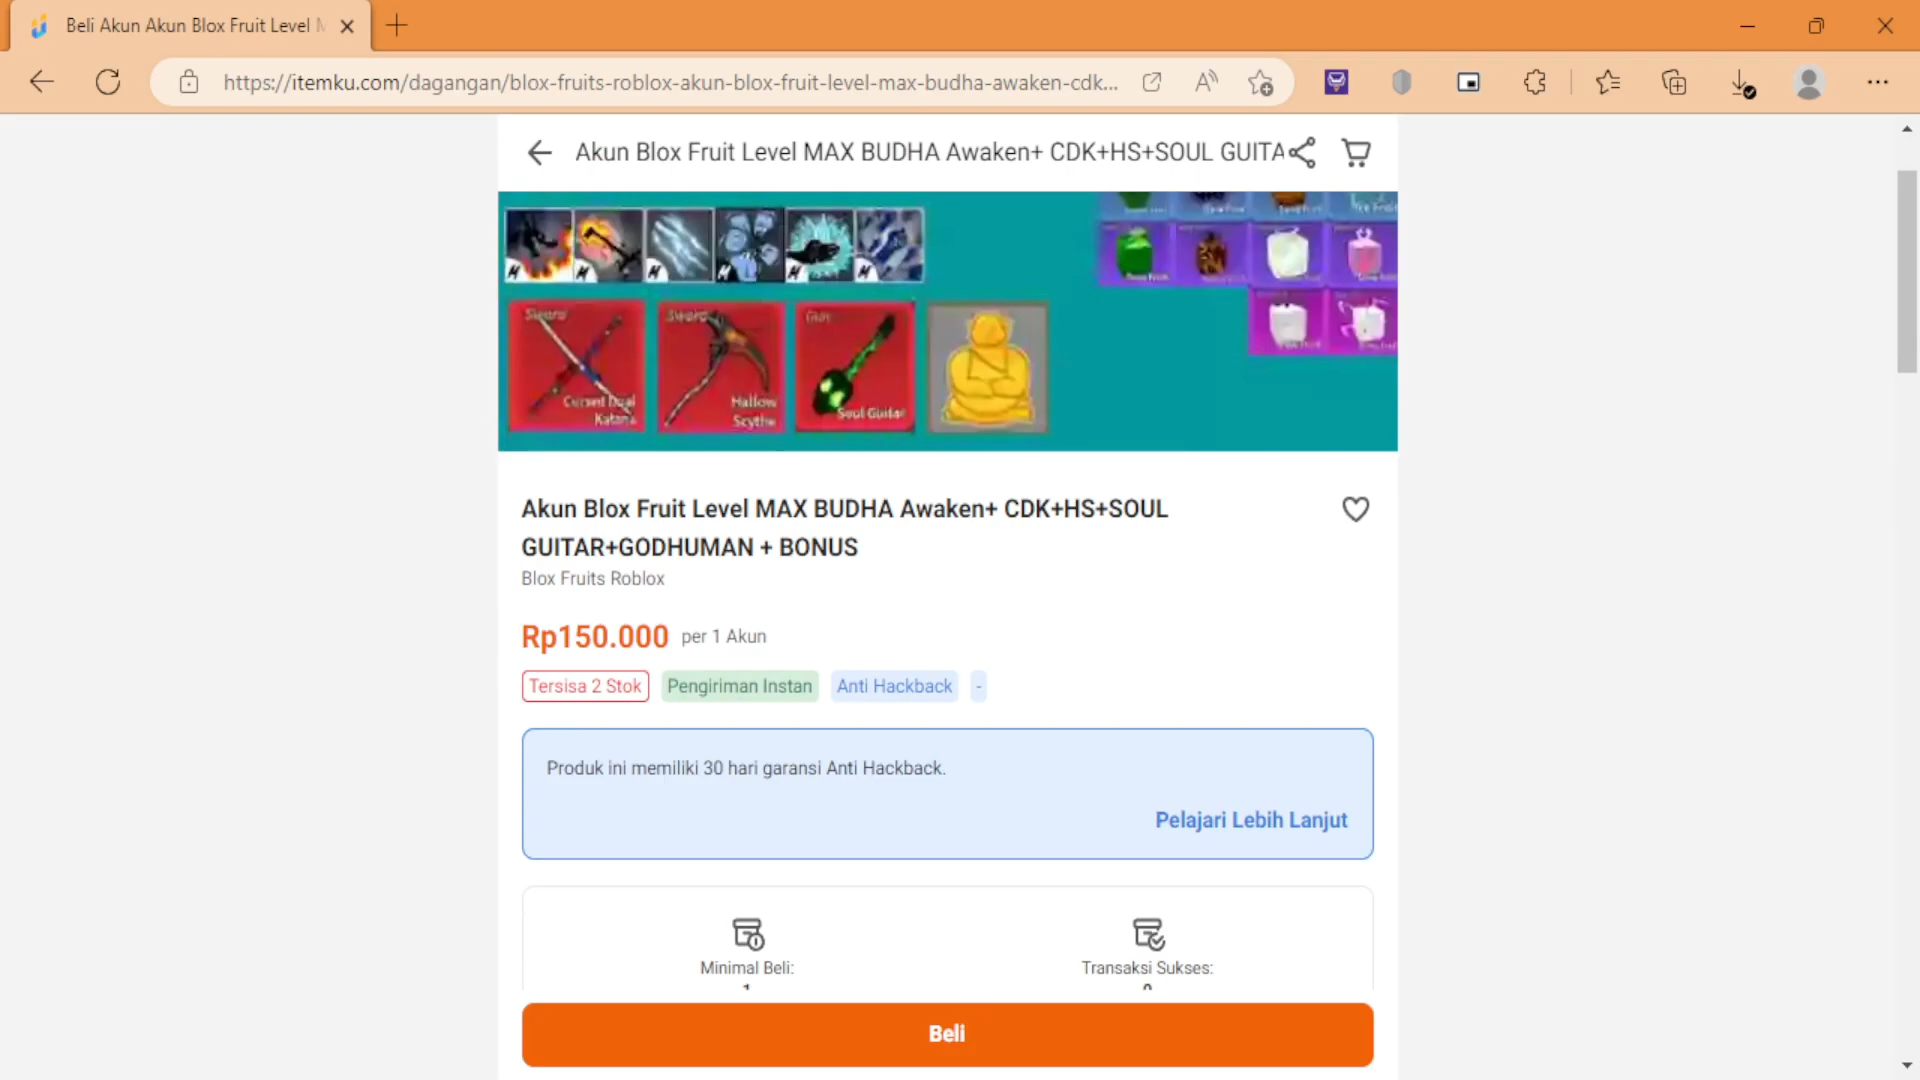 Beli Akun Akun Blox Fruit Level
https://itemku.com/dagangan/blox-fruits-roblox-akun-blox-fruit-level-max-budha-awaken-cdk...
Akun Blox Fruit Level MAX BUDHA Awaken+ CDK+HS+SOUL GUITA
Sword
Cursed Dual
Katana
Sword
Hallow
Scythe
Gun
Soul Guitar
Akun Blox Fruit Level MAX BUDHA Awaken+ CDK+HS+SOUL
GUITAR+GODHUMAN + BONUS
Blox Fruits Roblox
Rp150.000 per 1 Akun
Tersisa 2 Stok Pengiriman Instan Anti Hackback -
Produk ini memiliki 30 hari garansi Anti Hackback.
Pelajari Lebih Lanjut
Minimal Beli: Transaksi Sukses:
Beli